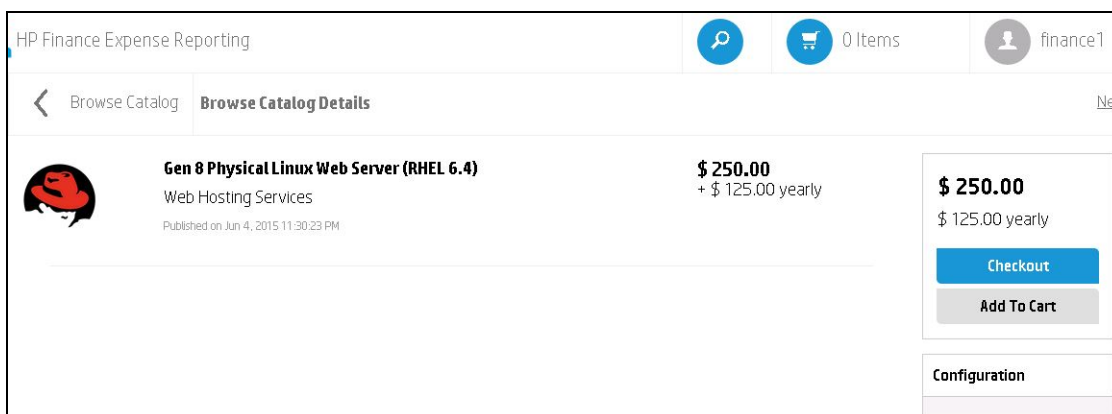 HP Finance Expense Reporting
0 Items
finance1
Browse Catalog
Browse Catalog Details
Ne
Gen 8 Physical Linux Web Server (RHEL 6.4)
Web Hosting Services
Published on Jun 4, 2015 11:30:23 PM
$ 250.00
+ $ 125.00 yearly
$ 250.00
$ 125.00 yearly
Checkout
Add To Cart
Configuration